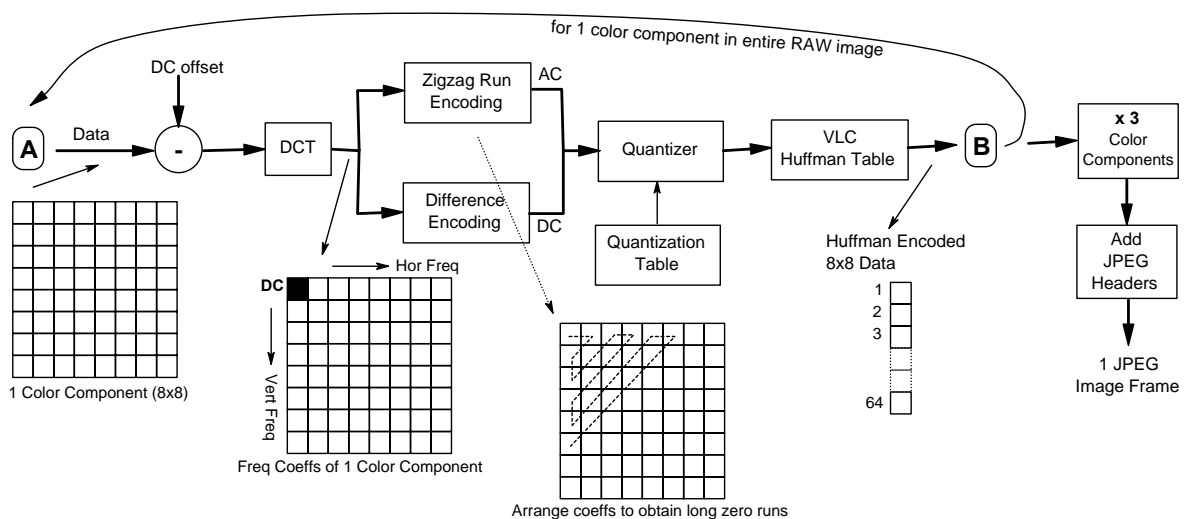 for 1 color component in entire RAW image
DC offset
A
Data
-
DCT
Zigzag Run
Encoding
AC
Difference
Encoding
DC
Quantizer
Quantization
Table
VLC
Huffman Table
B
x 3
Color
Components
Add
JPEG
Headers
1 JPEG
Image Frame
Huffman Encoded
8x8 Data
1
2
3
64
1 Color Component (8x8)
DC
Hor Freq
Vert Freq
Freq Coeffs of 1 Color Component
Arrange coeffs to obtain long zero runs